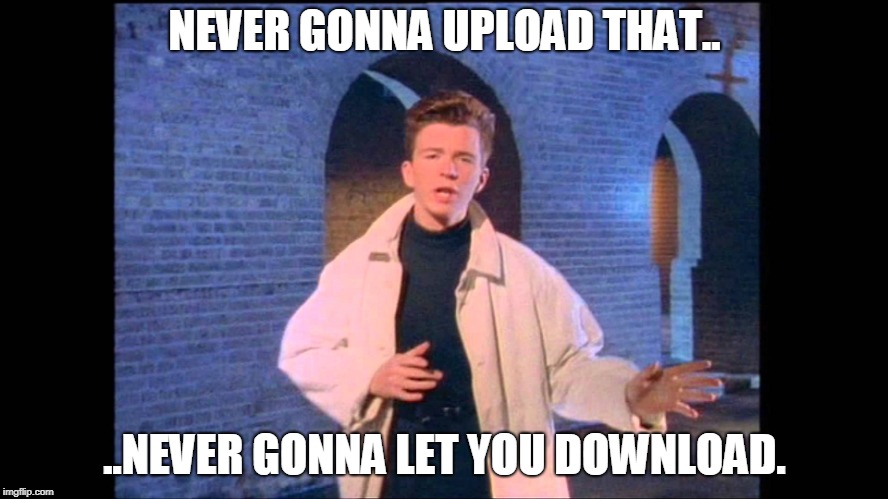 NEVER GONNA UPLOAD THAT..
..NEVER GONNA LET YOU DOWNLOAD.
imgflip.com